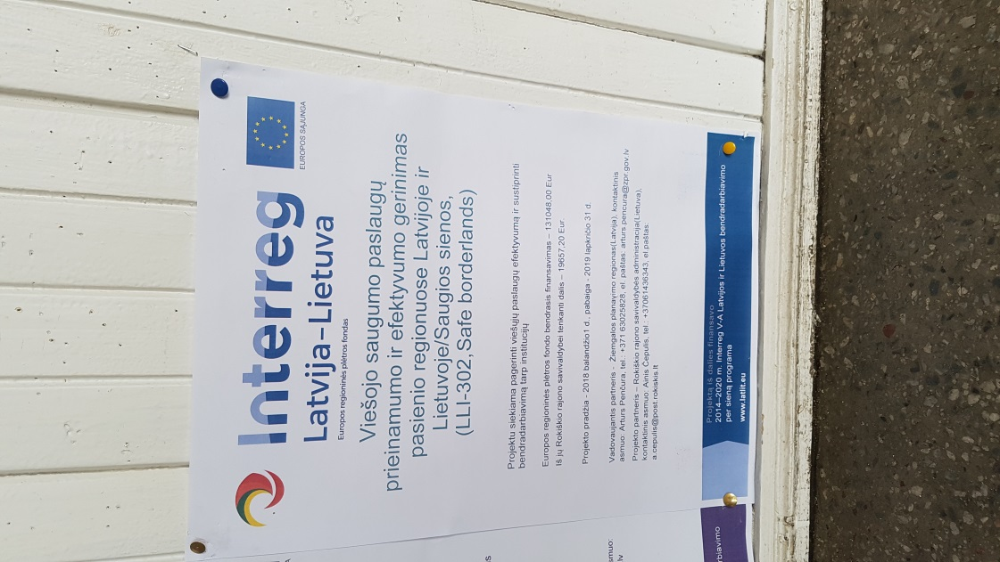 Interreg
Latvija–Lietuva
Europos regioninės plėtros fondas
EUROPOS SĄJUNGA
Viešojo saugumo paslaugų
prieinamumo ir efektyvumo gerinimas
pasienio regionuose Latvijoje ir
Lietuvoje/Saugios sienos,
(LLI-302,Safe borderlands)
Projektu siekiama pagerinti viešųjų paslaugų efektyvumą ir sustiprinti
bendradarbiavimą tarp institucijų
Europos regioninės plėtros fondo bendrasis finansavimas – 131048,00 Eur
Iš jų Rokiškio rajono savivaldybei tenkanti dalis – 19657,20 Eur.
Projekto pradžia - 2018 balandžio1 d., pabaiga - 2019 lapkričio 31 d.
Vadovaujantis partneris - Žiemgalos planavimo regionas(Latvija), kontaktinis
asmuo: Arturs Penčura, tel.: +371 63025828, el. paštas: arturs.pencura@zpr.gov.lv
Projekto partneris – Rokiškio rajono savivaldybės administracija(Lietuva),
kontaktinis asmuo: Ainis Čepulis, tel.: +37061436343, el.paštas:
a.cepulis@post.rokiskis.lt
Projektą iš dalies finansavo
2014–2020 m. Interreg V-A Latvijos ir Lietuvos bendradarbiavimo
per sieną programa
www.latlit.eu
smuo:
.lv
rbiavimo